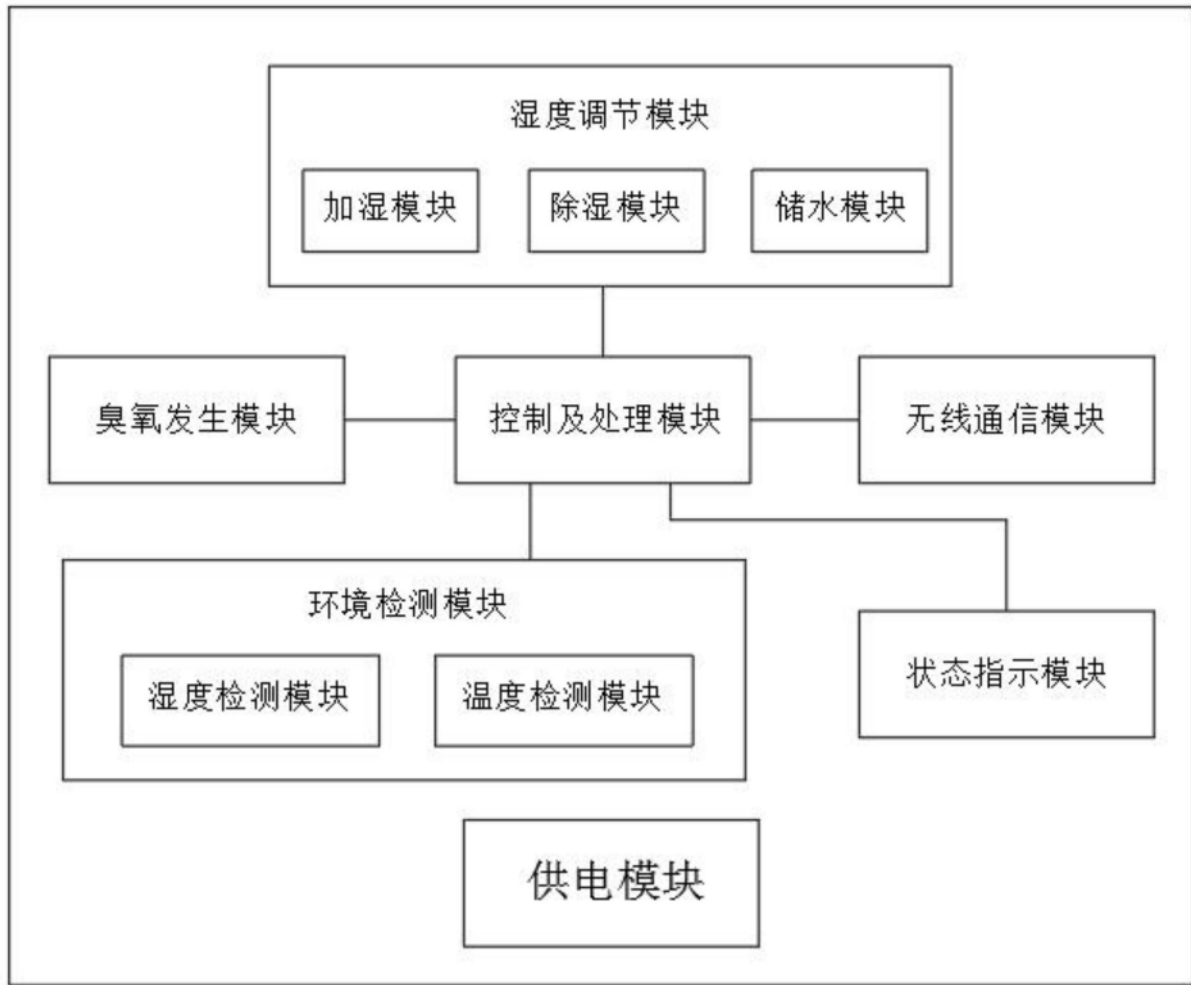 湿度调节模块
加湿模块
除湿模块
储水模块
臭氧发生模块
控制及处理模块
无线通信模块
环境检测模块
湿度检测模块
温度检测模块
状态指示模块
供电模块